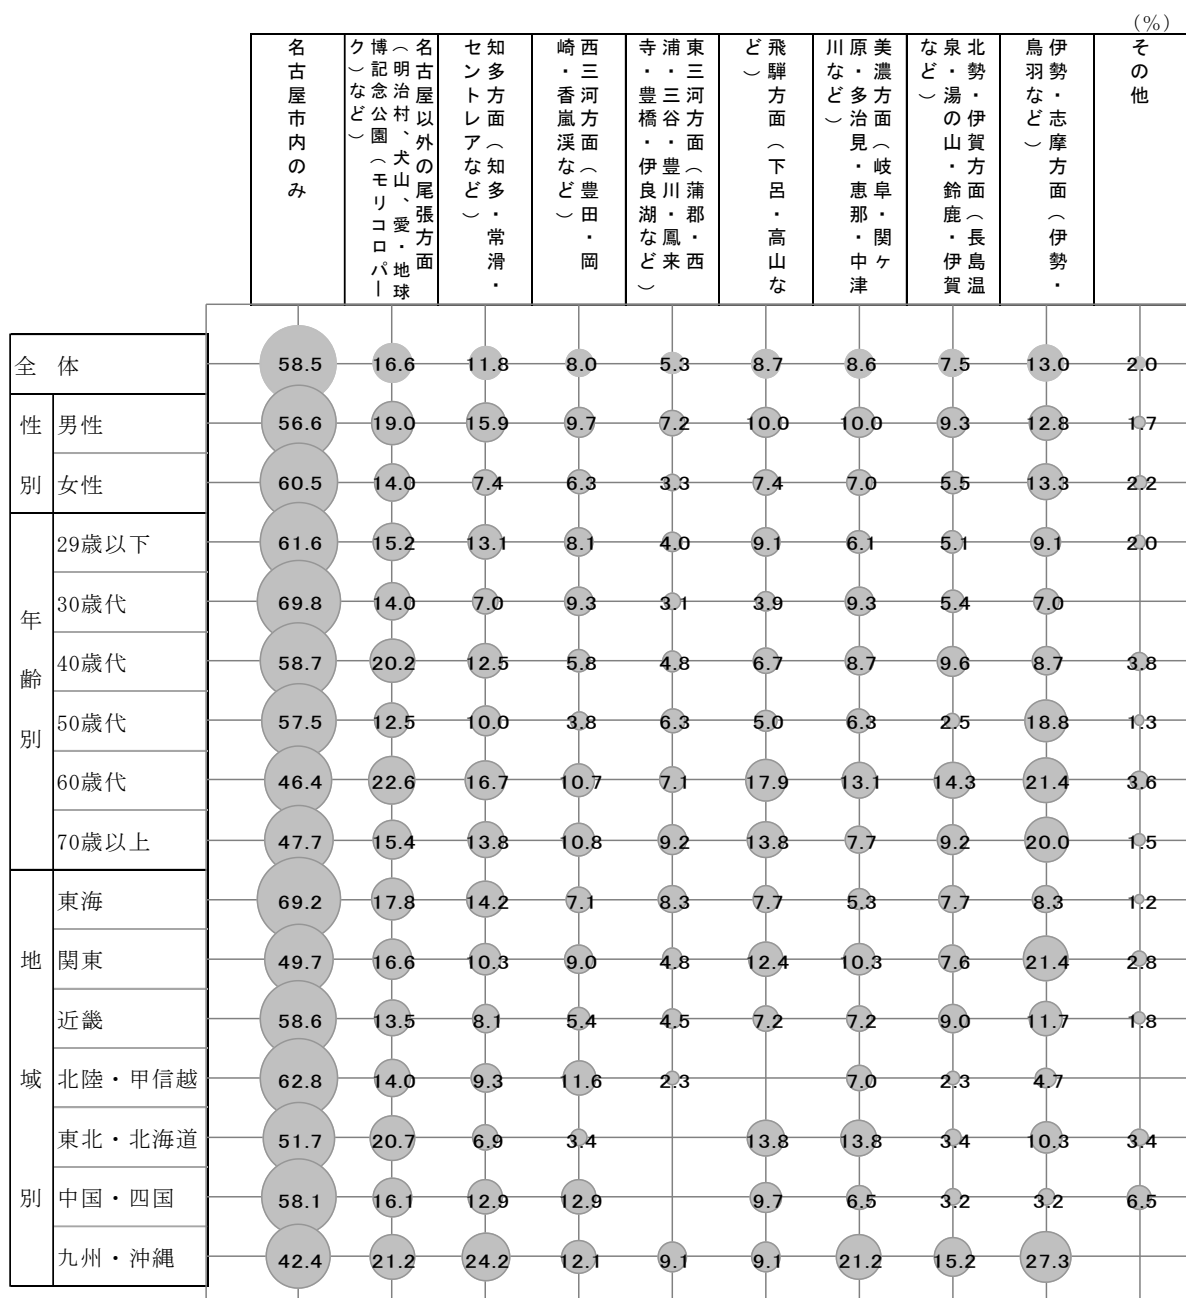 (%)
名古屋市内のみ
名古屋以外の尾張方面
(明治村、犬山、愛・地球
博記念公園(モリコロパー
ク)など)
知多方面(知多・常滑・
セントレアなど)
西三河方面(豊田・岡
崎・香嵐渓など)
東三河方面(蒲郡・西
浦・三谷・豊川・鳳来
寺・豊橋・伊良湖など)
飛騨方面(下呂・高山な
ど)
美濃方面(岐阜・関ヶ
原・多治見・恵那・中津
川など)
北勢・伊賀方面(長島温
泉・湯の山・鈴鹿・伊賀
など)
伊勢・志摩方面(伊勢・
鳥羽など)
その他
全 体 58.5 16.6 11.8 8.0 5.3 8.7 8.6 7.5 13.0 2.0
性別
男性 56.6 19.0 15.9 9.7 7.2 10.0 10.0 9.3 12.8 1.7
女性 60.5 14.0 7.4 6.3 3.3 7.4 7.0 5.5 13.3 2.2
年齢別
29歳以下 61.6 15.2 13.1 8.1 4.0 9.1 6.1 5.1 9.1 2.0
30歳代 69.8 14.0 7.0 9.3 3.1 3.9 9.3 5.4 7.0
40歳代 58.7 20.2 12.5 5.8 4.8 6.7 8.7 9.6 8.7 3.8
50歳代 57.5 12.5 10.0 3.8 6.3 5.0 6.3 2.5 18.8 1.3
60歳代 46.4 22.6 16.7 10.7 7.1 17.9 13.1 14.3 21.4 3.6
70歳以上 47.7 15.4 13.8 10.8 9.2 13.8 7.7 9.2 20.0 1.5
地域別
東海 69.2 17.8 14.2 7.1 8.3 7.7 5.3 7.7 8.3 1.2
関東 49.7 16.6 10.3 9.0 4.8 12.4 10.3 7.6 21.4 2.8
近畿 58.6 13.5 8.1 5.4 4.5 7.2 7.2 9.0 11.7 1.8
北陸・甲信越 62.8 14.0 9.3 11.6 2.3 7.0 2.3 4.7
東北・北海道 51.7 20.7 6.9 3.4 13.8 13.8 3.4 10.3 3.4
中国・四国 58.1 16.1 12.9 12.9 9.7 6.5 3.2 3.2 6.5
九州・沖縄 42.4 21.2 24.2 12.1 9.1 9.1 21.2 15.2 27.3